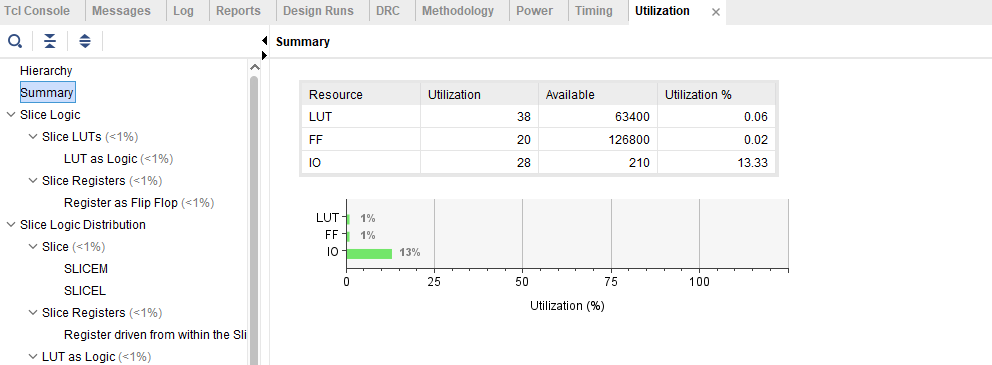 Tcl Console Messages Log Reports Design Runs DRC Methodology Power Timing Utilization ×
Summary
Hierarchy
Summary
Slice Logic
Slice LUTs (<1%)
LUT as Logic (<1%)
Slice Registers (<1%)
Register as Flip Flop (<1%)
Slice Logic Distribution
Slice (<1%)
SLICEM
SLICEL
Slice Registers (<1%)
Register driven from within the Sli
LUT as Logic (<1%)
Resource Utilization Available Utilization %
LUT 38 63400 0.06
FF 20 126800 0.02
IO 28 210 13.33
LUT 1%
FF 1%
IO 13%
0 25 50 75 100
Utilization (%)